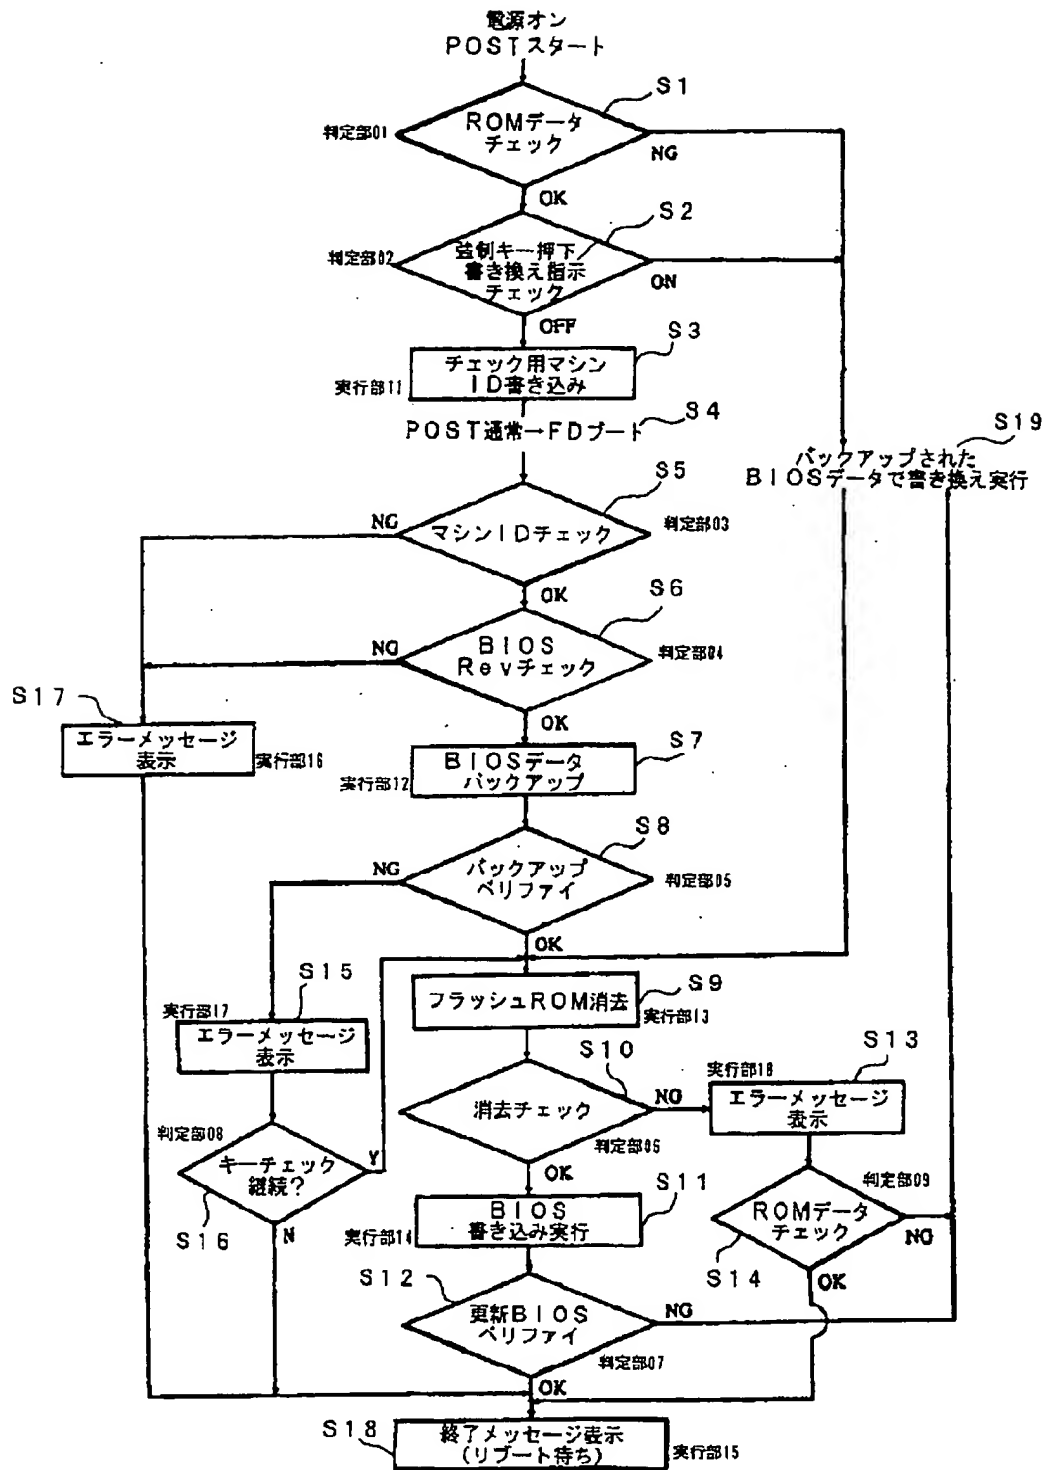 電源オン
POSTスタート
S1
判定部01
ROMデータ
チェック
NG
OK
S2
判定部02
強制キー押下
書き換え指示
チェック
ON
OFF
S3
チェック用マシン
ID書き込み
実行部11
S4
POST通常→FDブート
S19
バックアップされた
BIOSデータで書き換え実行
S5
NG
マシンIDチェック
判定部03
OK
S6
NG
BIOS
Revチェック
判定部04
OK
S17
エラーメッセージ
表示
実行部16
S7
BIOSデータ
バックアップ
実行部12
S8
NG
バックアップ
ベリファイ
判定部05
OK
S15
実行部17
エラーメッセージ
表示
S9
フラッシュROM消去
実行部13
S10
消去チェック
NG
判定部06
OK
S13
実行部18
エラーメッセージ
表示
判定部08
キーチェック
継続?
Y
S16
N
S11
BIOS
書き込み実行
実行部14
判定部09
ROMデータ
チェック
NG
S14
OK
S12
更新BIOS
ベリファイ
NG
判定部07
OK
S18
終了メッセージ表示
(リブート待ち)
実行部15